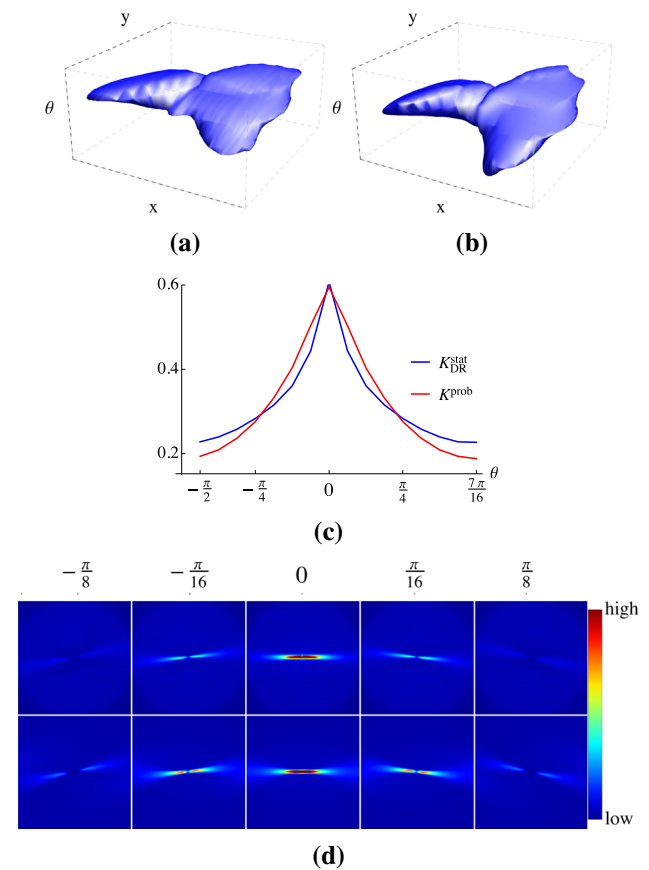 y
y
θ
θ
x
x
(a)
(b)
0.6
0.4
K^stat_DR
K^prob
0.2
θ
−π/2
−π/4
0
π/4
7π/16
(c)
−π/8
−π/16
0
π/16
π/8
high
low
(d)